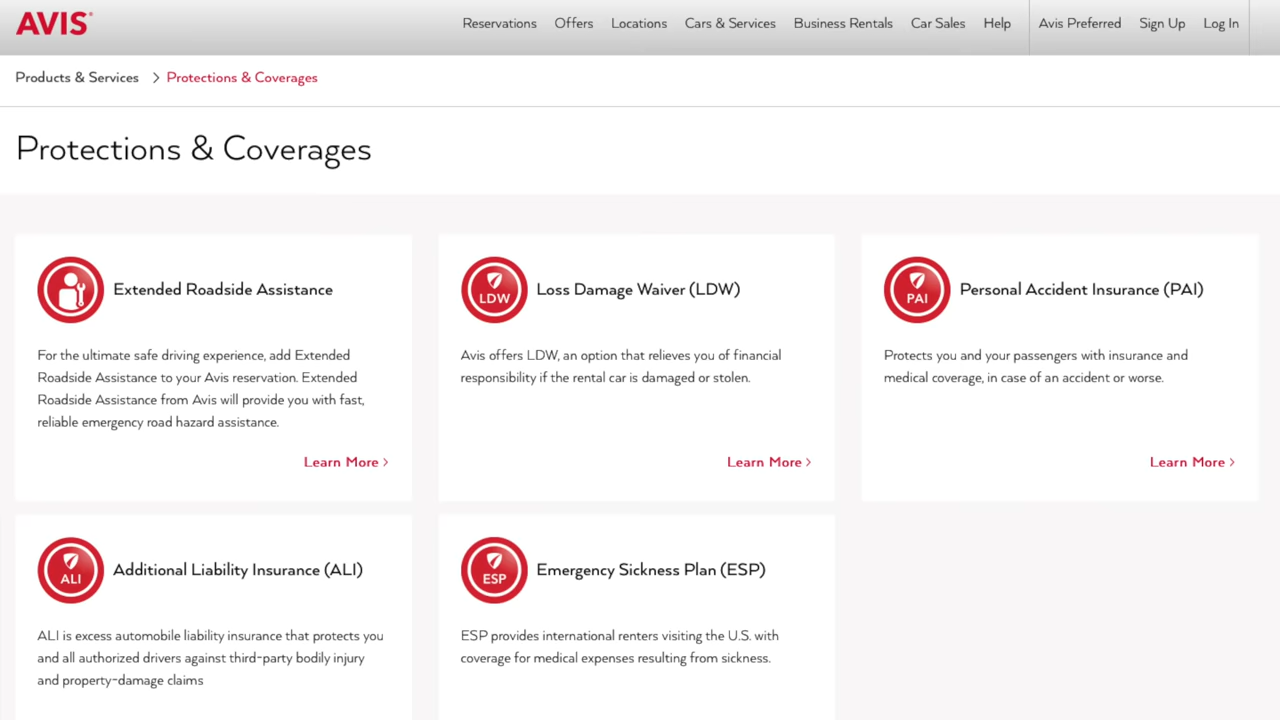 AVIS
Reservations Offers Locations Cars & Services Business Rentals Car Sales Help Avis Preferred Sign Up Log In
Products & Services > Protections & Coverages
Protections & Coverages
Extended Roadside Assistance
For the ultimate safe driving experience, add Extended
Roadside Assistance to your Avis reservation. Extended
Roadside Assistance from Avis will provide you with fast,
reliable emergency road hazard assistance.
Learn More >
LDW
Loss Damage Waiver (LDW)
Avis offers LDW, an option that relieves you of financial
responsibility if the rental car is damaged or stolen.
Learn More >
PAI
Personal Accident Insurance (PAI)
Protects you and your passengers with insurance and
medical coverage, in case of an accident or worse.
Learn More >
ALI
Additional Liability Insurance (ALI)
ALI is excess automobile liability insurance that protects you
and all authorized drivers against third-party bodily injury
and property-damage claims
ESP
Emergency Sickness Plan (ESP)
ESP provides international renters visiting the U.S. with
coverage for medical expenses resulting from sickness.